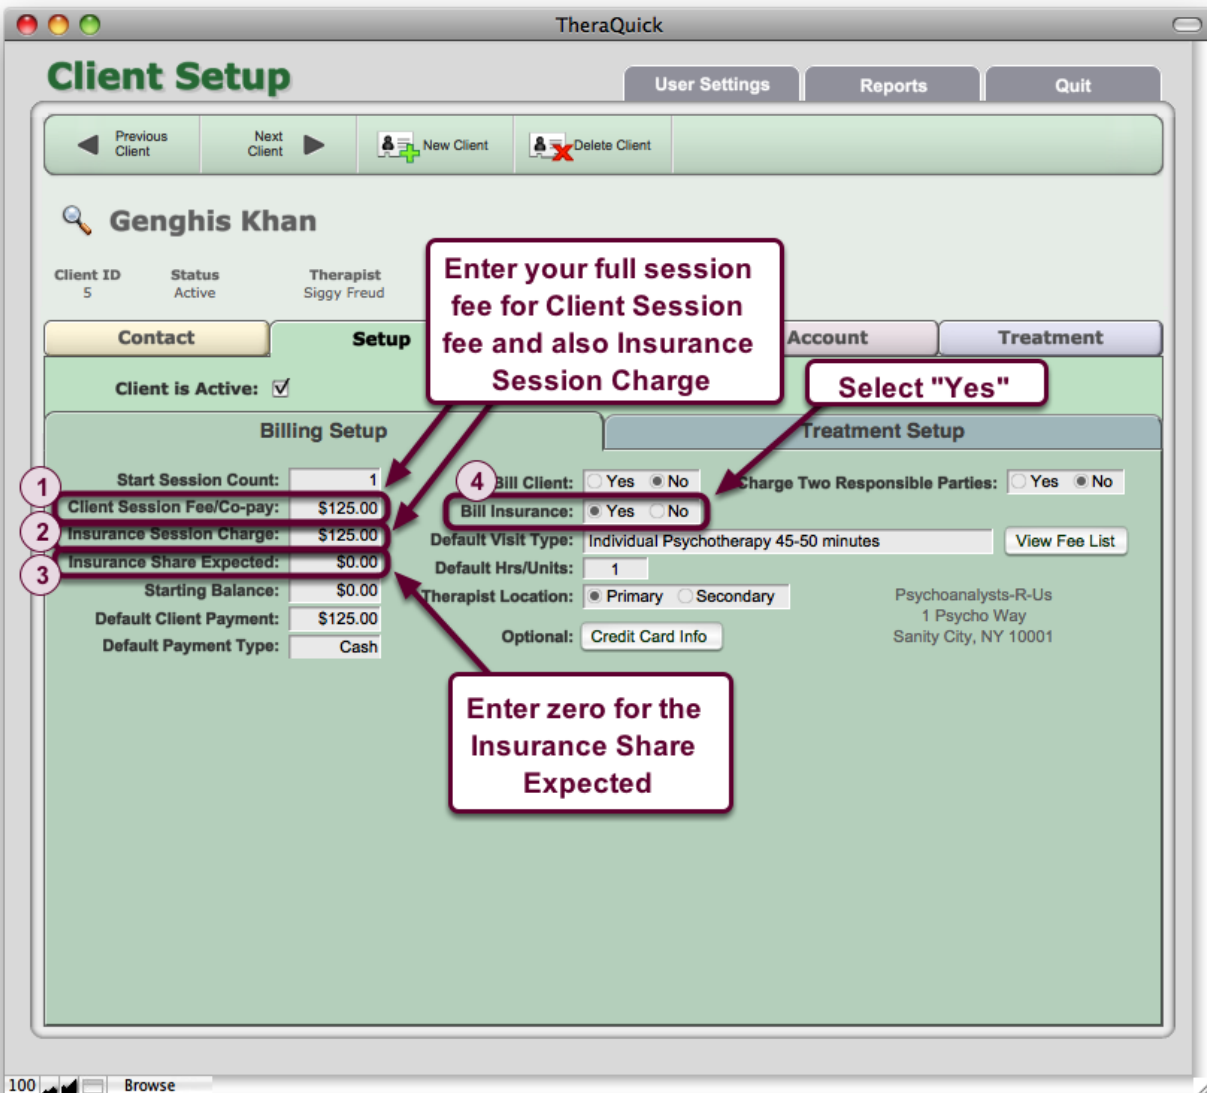 TheraQuick
Client Setup
User Settings
Reports
Quit
Previous
Client
Next
Client
New Client
Delete Client
Genghis Khan
Client ID
5
Status
Active
Therapist
Siggy Freud
Enter your full session
fee for Client Session
fee and also Insurance
Session Charge
Contact
Setup
Account
Treatment
Client is Active:
Select "Yes"
Billing Setup
Treatment Setup
Start Session Count: 1
1
Client Session Fee/Co-pay: $125.00
2
Insurance Session Charge: $125.00
3
Insurance Share Expected: $0.00
Starting Balance: $0.00
Default Client Payment: $125.00
Default Payment Type: Cash
4
Bill Client: Yes No
Bill Insurance: Yes No
Default Visit Type: Individual Psychotherapy 45-50 minutes
Default Hrs/Units: 1
Therapist Location: Primary Secondary
Optional: Credit Card Info
Charge Two Responsible Parties: Yes No
View Fee List
Psychoanalysts-R-Us
1 Psycho Way
Sanity City, NY 10001
Enter zero for the
Insurance Share
Expected
100
Browse